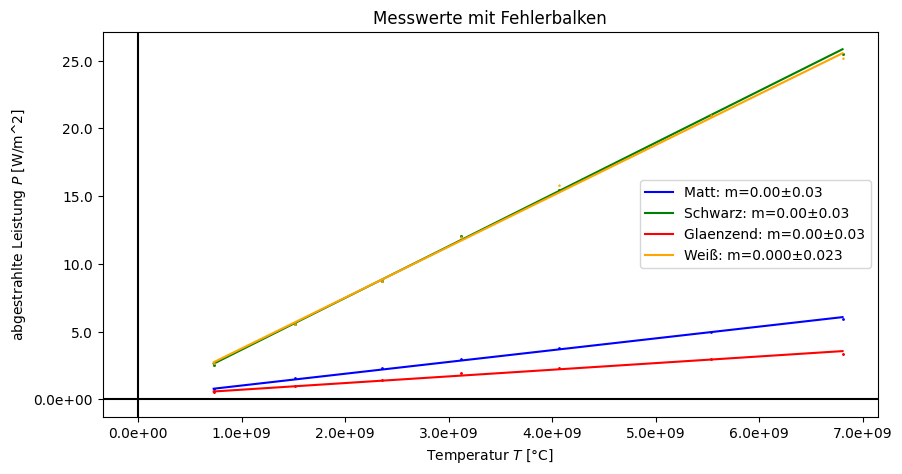 Messwerte mit Fehlerbalken
abgestrahlte Leistung P [W/m^2]
25.0
20.0
15.0
10.0
5.0
0.0e+00
Matt: m=0.00±0.03
Schwarz: m=0.00±0.03
Glaenzend: m=0.00±0.03
Weiß: m=0.000±0.023
0.0e+00 1.0e+09 2.0e+09 3.0e+09 4.0e+09 5.0e+09 6.0e+09 7.0e+09
Temperatur T [°C]